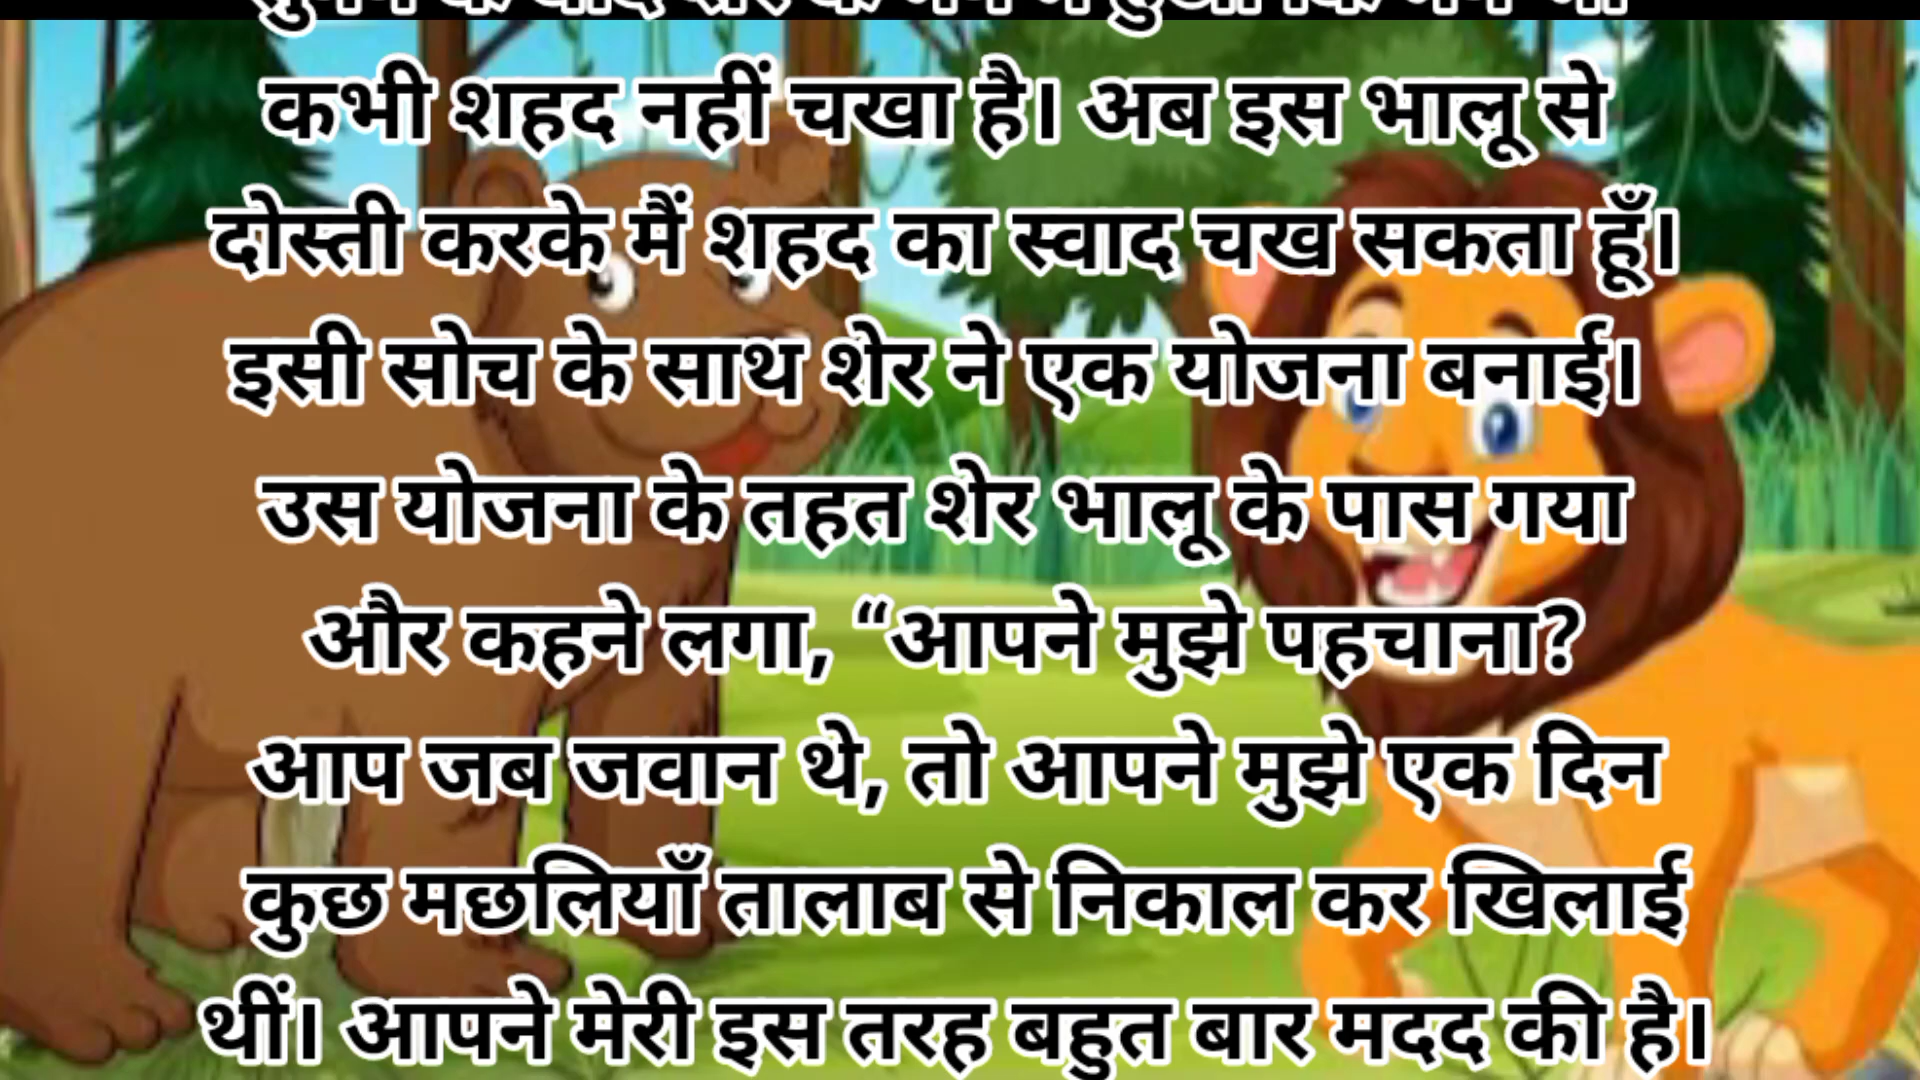 कभी शहद नहीं चखा है। अब इस भालू से
दोस्ती करके मैं शहद का स्वाद चख सकता हूँ।
इसी सोच के साथ शेर ने एक योजना बनाई।
उस योजना के तहत शेर भालू के पास गया
और कहने लगा, “आपने मुझे पहचाना?
आप जब जवान थे, तो आपने मुझे एक दिन
कुछ मछलियाँ तालाब से निकाल कर खिलाई
थीं। आपने मेरी इस तरह बहुत बार मदद की है।